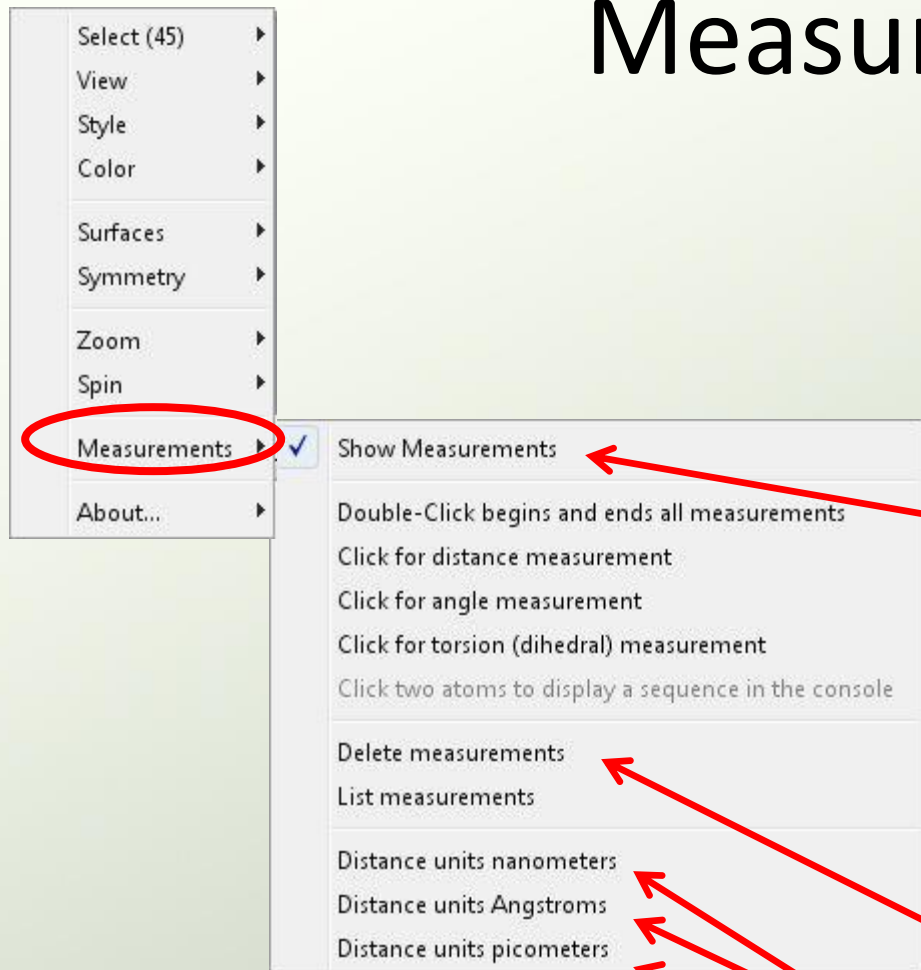 Select (45)
View
Style
Color
Surfaces
Symmetry
Zoom
Spin
Measurements
About...
Show Measurements
Double-Click begins and ends all measurements
Click for distance measurement
Click for angle measurement
Click for torsion (dihedral) measurement
Click two atoms to display a sequence in the console
Delete measurements
List measurements
Distance units nanometers
Distance units Angstroms
Distance units picometers